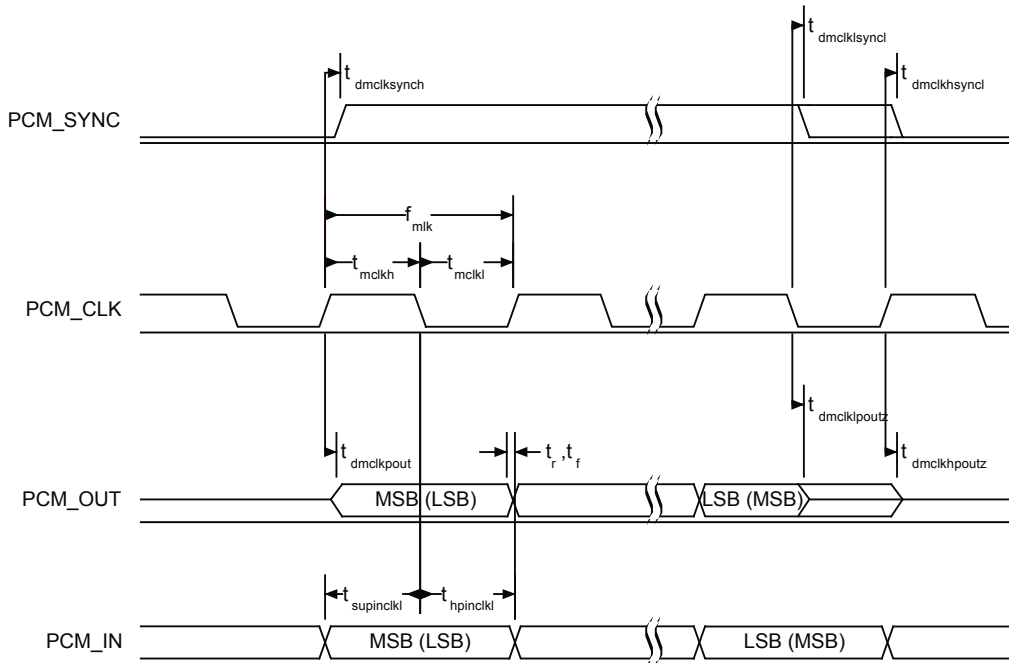 t dmclklsyncl
t dmclksynch
t dmclkhsyncl
PCM_SYNC
f mlk
t mclkh
t mclkl
PCM_CLK
t dmclklpoutz
t dmclkpout
t r ,t f
t dmclkhpoutz
PCM_OUT
MSB (LSB)
LSB (MSB)
t supinclkl
t hpinclkl
PCM_IN
MSB (LSB)
LSB (MSB)